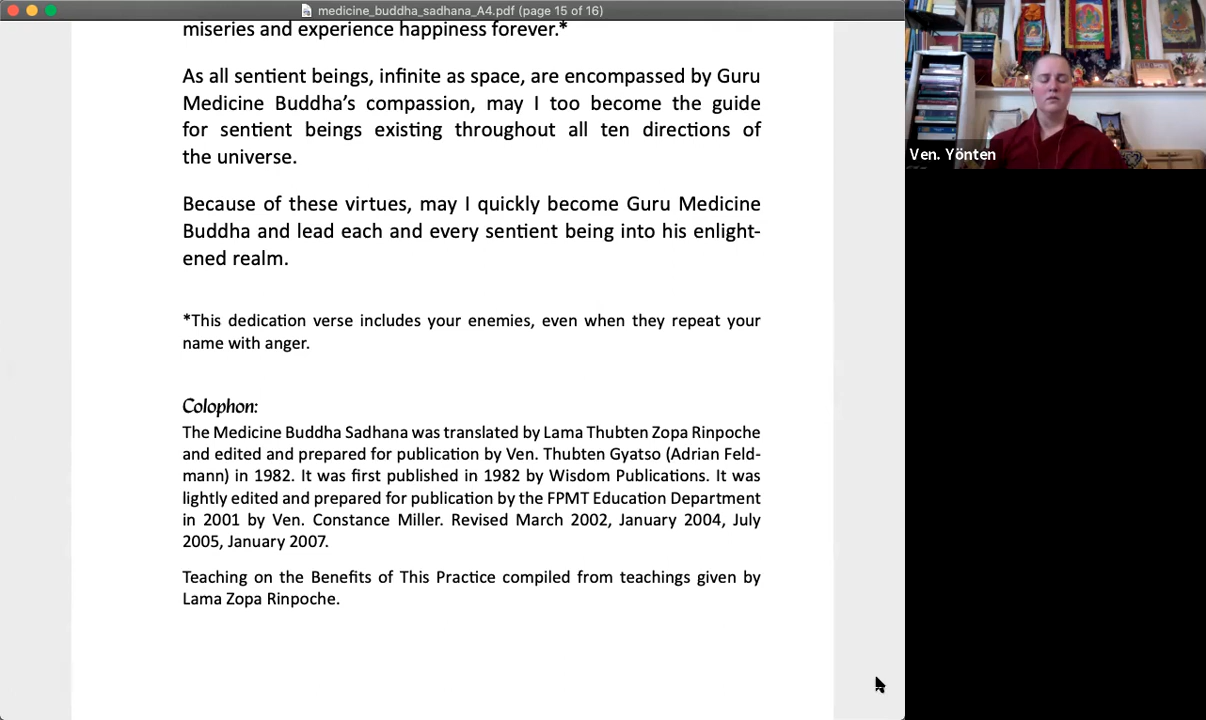 medicine_buddha_sadhana_A4.pdf (page 15 of 16)
miseries and experience happiness forever.*
As all sentient beings, infinite as space, are encompassed by Guru
Medicine Buddha’s compassion, may I too become the guide
for sentient beings existing throughout all ten directions of
the universe.
Because of these virtues, may I quickly become Guru Medicine
Buddha and lead each and every sentient being into his enlight-
ened realm.
*This dedication verse includes your enemies, even when they repeat your
name with anger.
Colophon:
The Medicine Buddha Sadhana was translated by Lama Thubten Zopa Rinpoche
and edited and prepared for publication by Ven. Thubten Gyatso (Adrian Feld-
mann) in 1982. It was first published in 1982 by Wisdom Publications. It was
lightly edited and prepared for publication by the FPMT Education Department
in 2001 by Ven. Constance Miller. Revised March 2002, January 2004, July
2005, January 2007.
Teaching on the Benefits of This Practice compiled from teachings given by
Lama Zopa Rinpoche.
Ven. Yönten